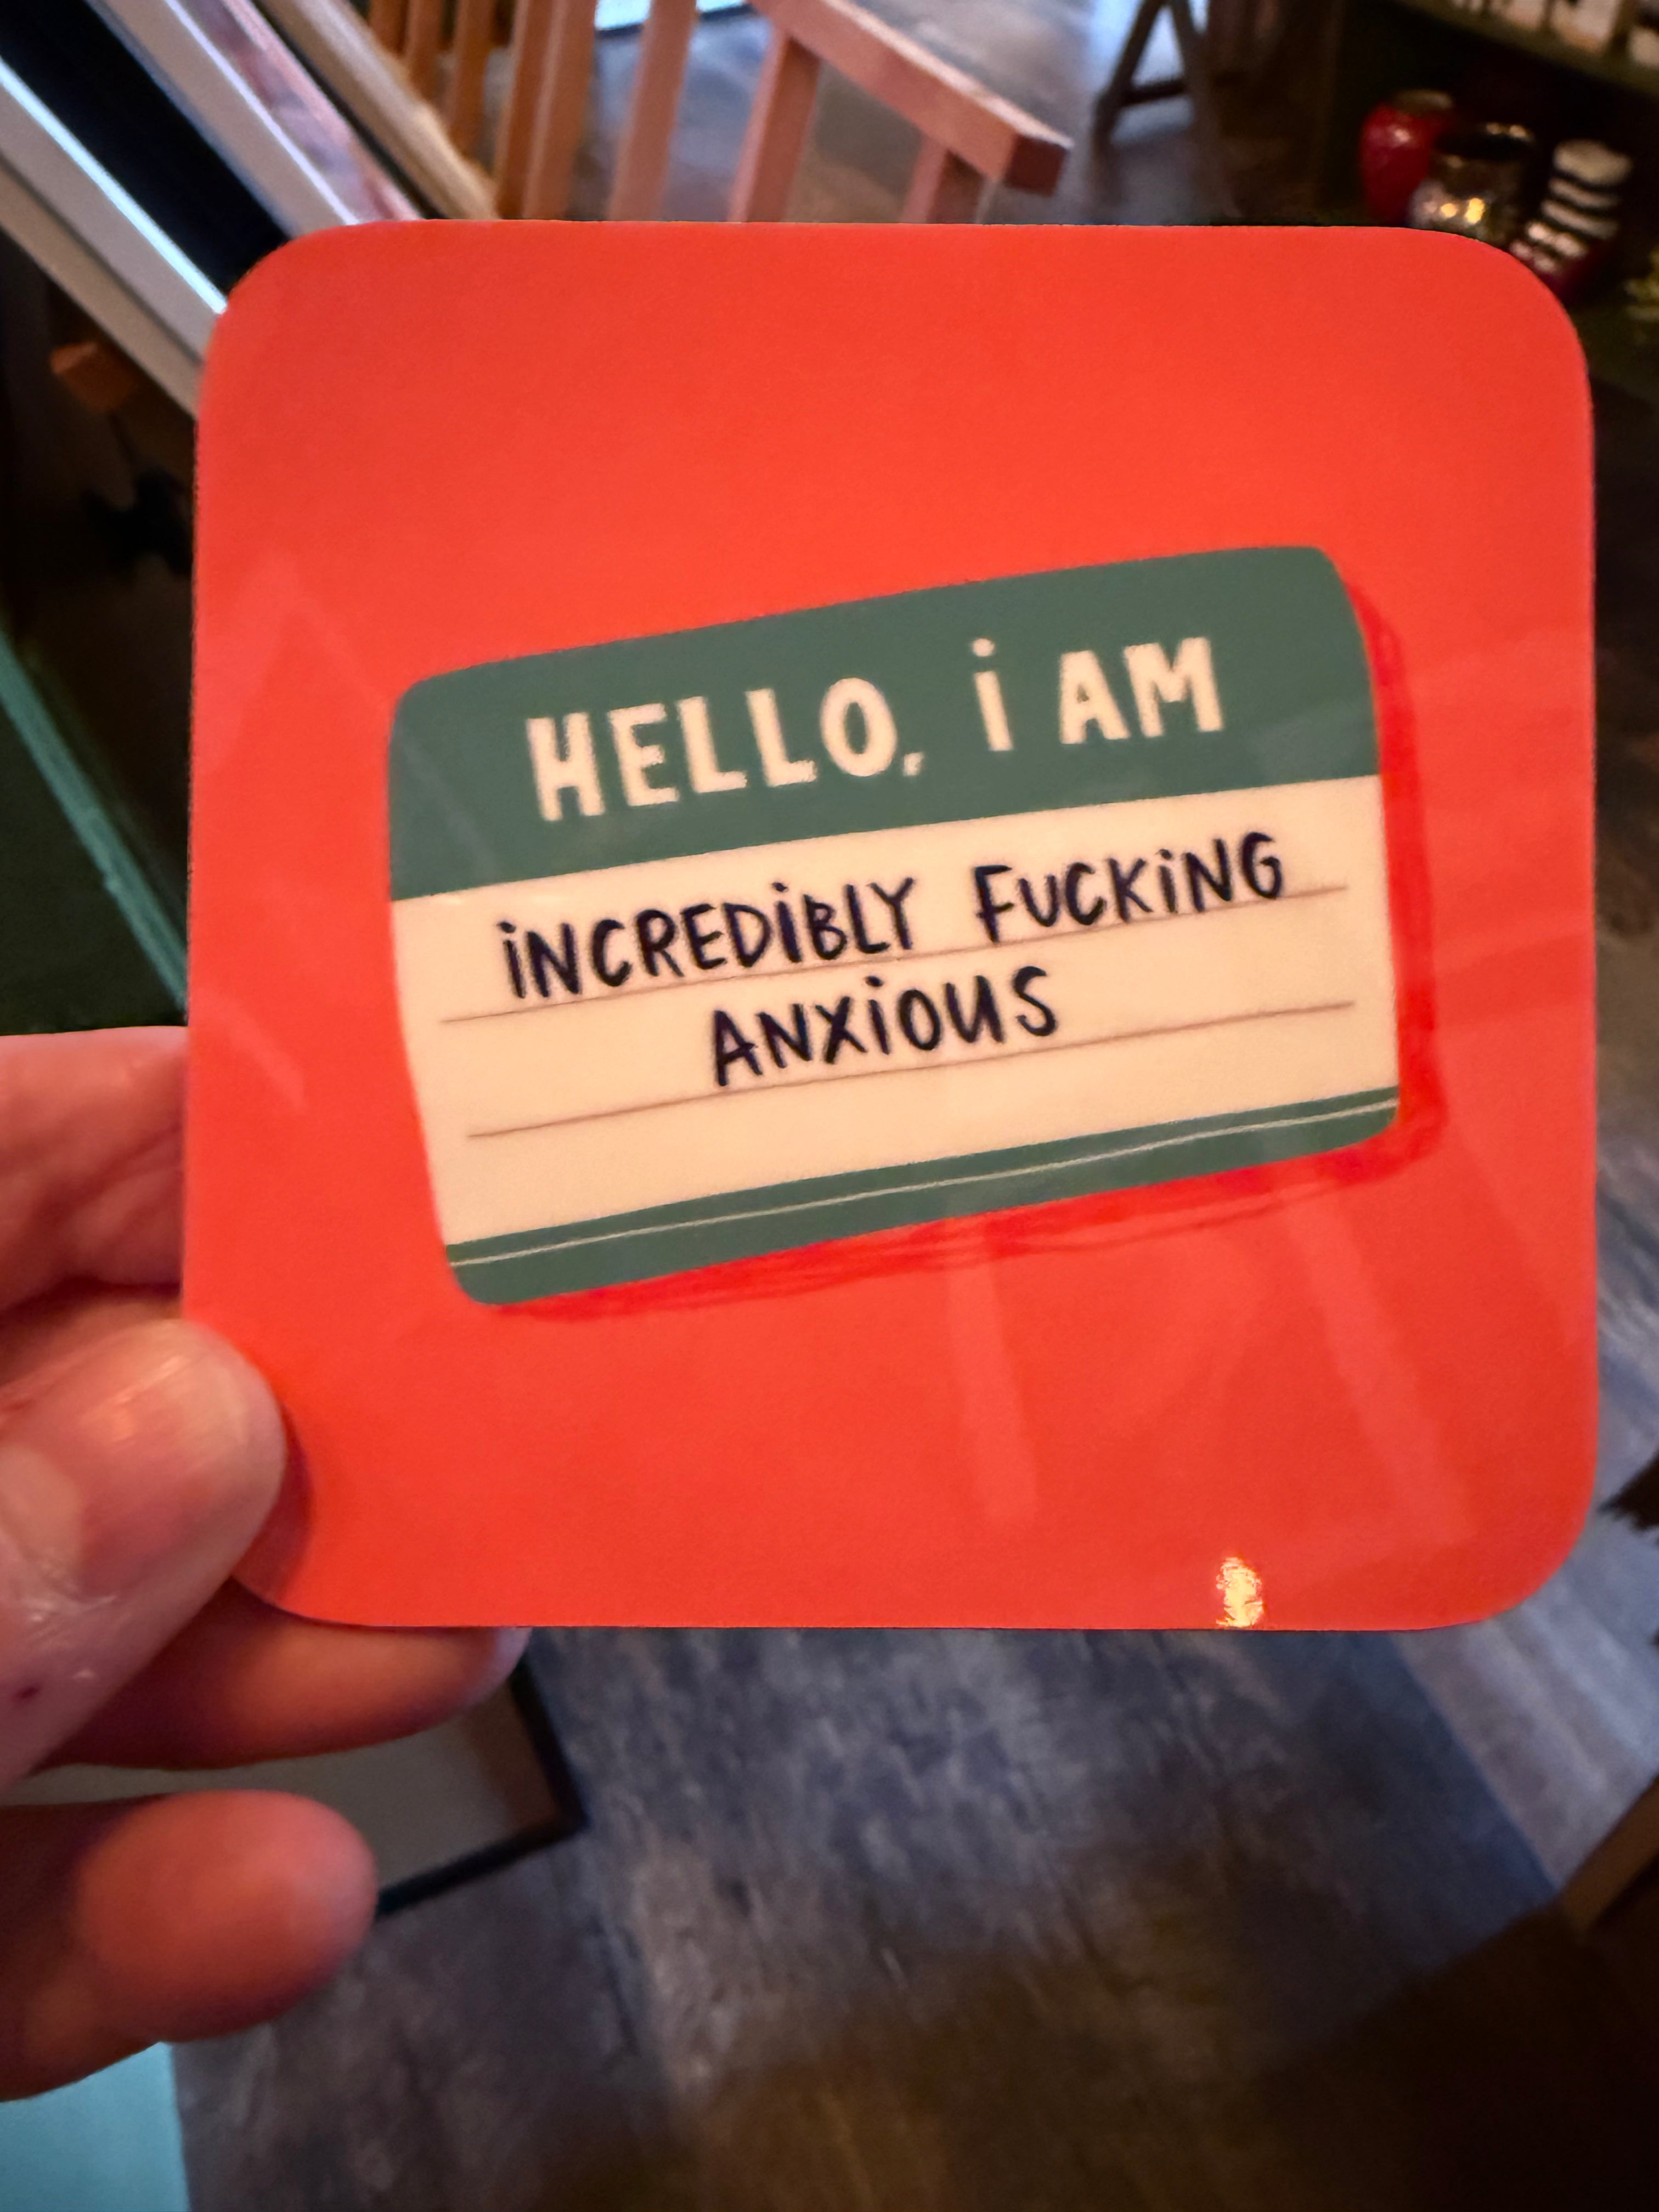 HELLO, i AM
iNCREDiBLY FUCKiNG
ANXiOUS